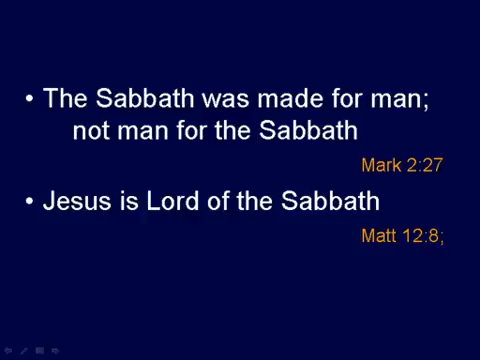 • The Sabbath was made for man;
not man for the Sabbath
Mark 2:27
• Jesus is Lord of the Sabbath
Matt 12:8;